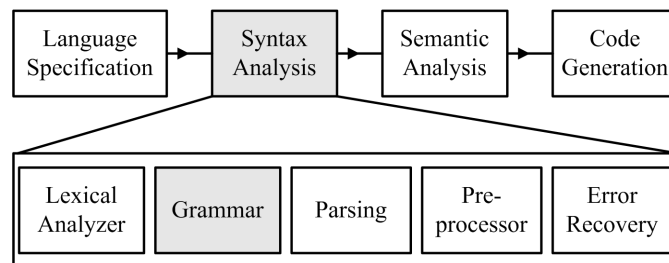 Language
Specification
Syntax
Analysis
Semantic
Analysis
Code
Generation
Lexical
Analyzer
Grammar
Parsing
Pre-
processor
Error
Recovery